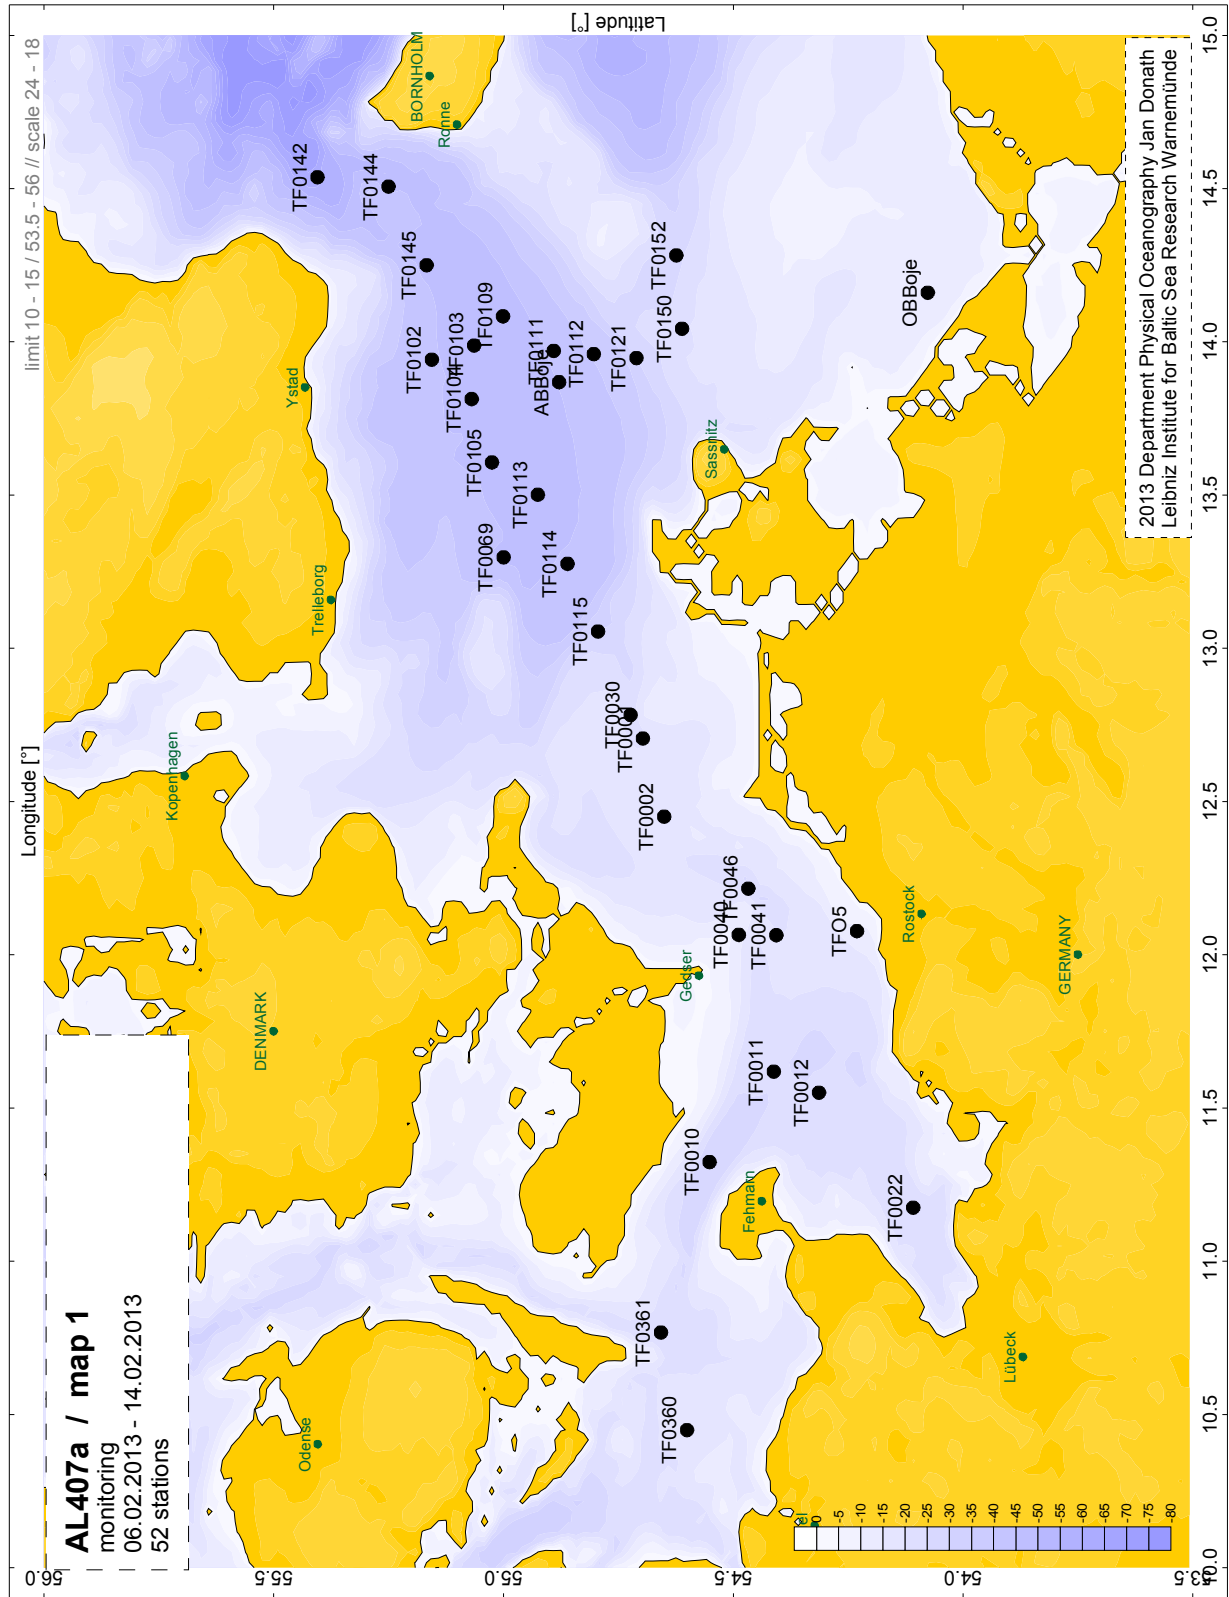 limit 10 - 15 / 53.5 - 56 // scale 24 - 18
Longitude [°]
Latitude [°]
AL407a / map 1
monitoring
06.02.2013 - 14.02.2013
52 stations
56.0
55.5
55.0
54.5
54.0
53.5
10.0
10.5
11.0
11.5
12.0
12.5
13.0
13.5
14.0
14.5
15.0
Kopenhagen
Trelleborg
Ystad
BORNHOLM
Ronne
DENMARK
Odense
Gedser
Fehmarn
Sassnitz
Rostock
GERMANY
Lübeck
el
TF0142
TF0144
TF0145
TF0102
TF0103
TF0109
TF0104
TF0105
TF0111
ABBoje
TF0112
TF0113
TF0121
TF0069
TF0114
TF0152
TF0150
TF0115
OBBoje
TF0030
TF0002
TF0046
TF0040
TF0041
TFO5
TF0011
TF0012
TF0010
TF0022
TF0361
TF0360
0
-5
-10
-15
-20
-25
-30
-35
-40
-45
-50
-55
-60
-65
-70
-75
-80
2013 Department Physical Oceanography Jan Donath
Leibniz Institute for Baltic Sea Research Warnemünde